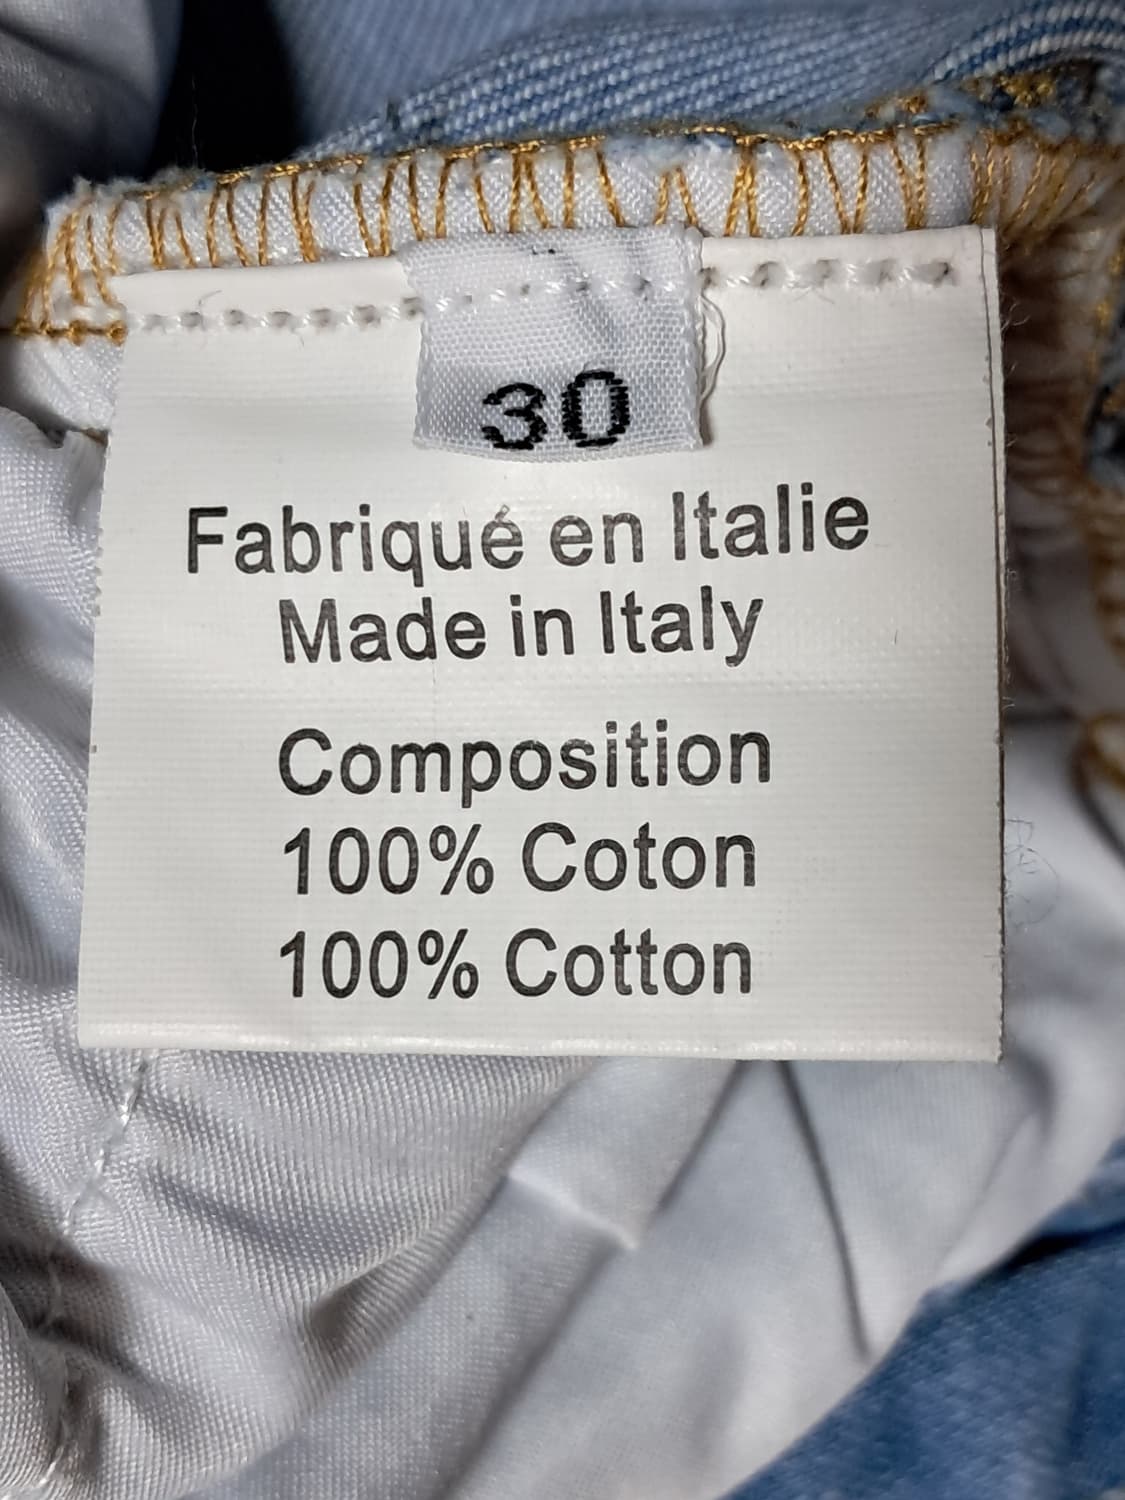 30
Fabriqué en Italie
Made in Italy
Composition
100% Coton
100% Cotton